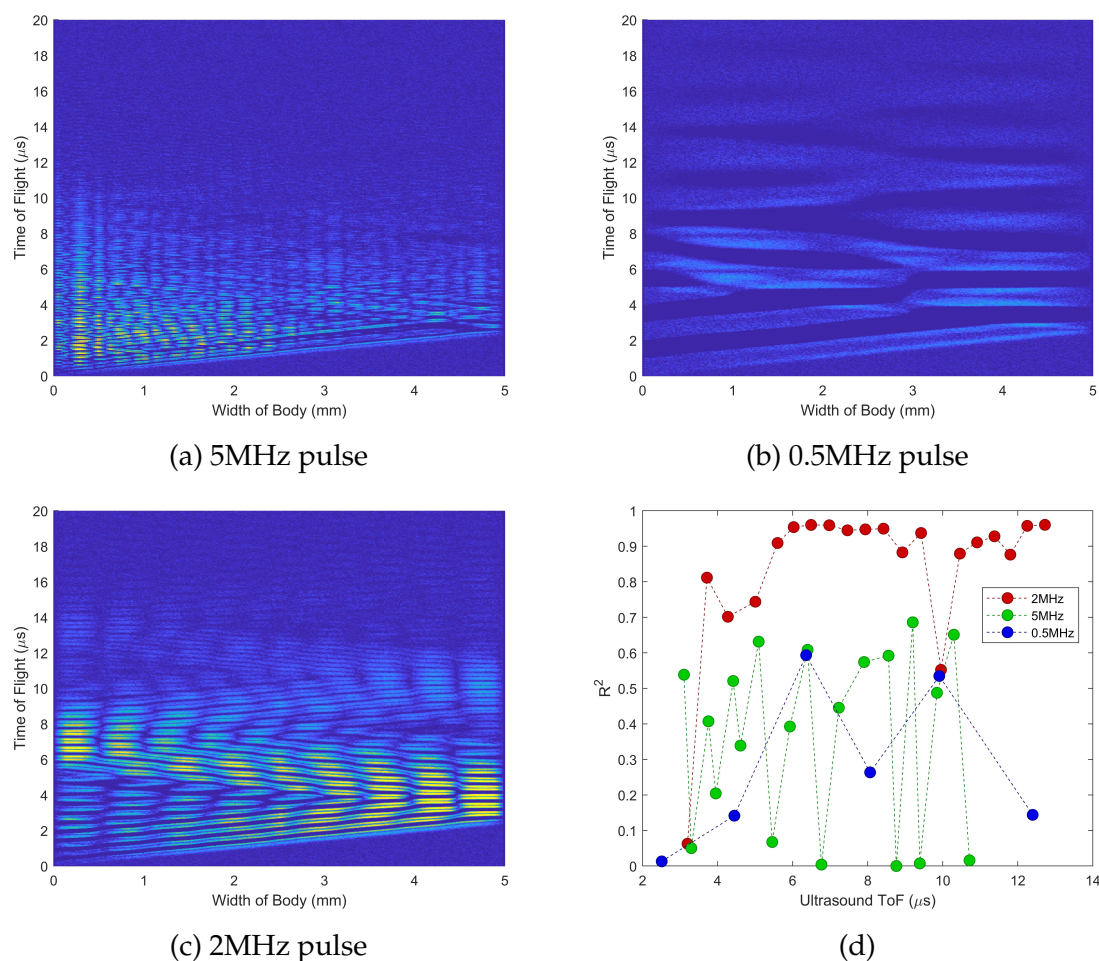 20
18
16
14
12
10
8
6
4
2
0
Time of Flight (μs)
0 1 2 3 4 5
Width of Body (mm)
(a) 5MHz pulse
20
18
16
14
12
10
8
6
4
2
0
Time of Flight (μs)
0 1 2 3 4 5
Width of Body (mm)
(b) 0.5MHz pulse
20
18
16
14
12
10
8
6
4
2
0
Time of Flight (μs)
0 1 2 3 4 5
Width of Body (mm)
(c) 2MHz pulse
1
0.9
0.8
0.7
0.6
0.5
0.4
0.3
0.2
0.1
0
R²
2MHz
5MHz
0.5MHz
2 4 6 8 10 12 14
Ultrasound ToF (μs)
(d)